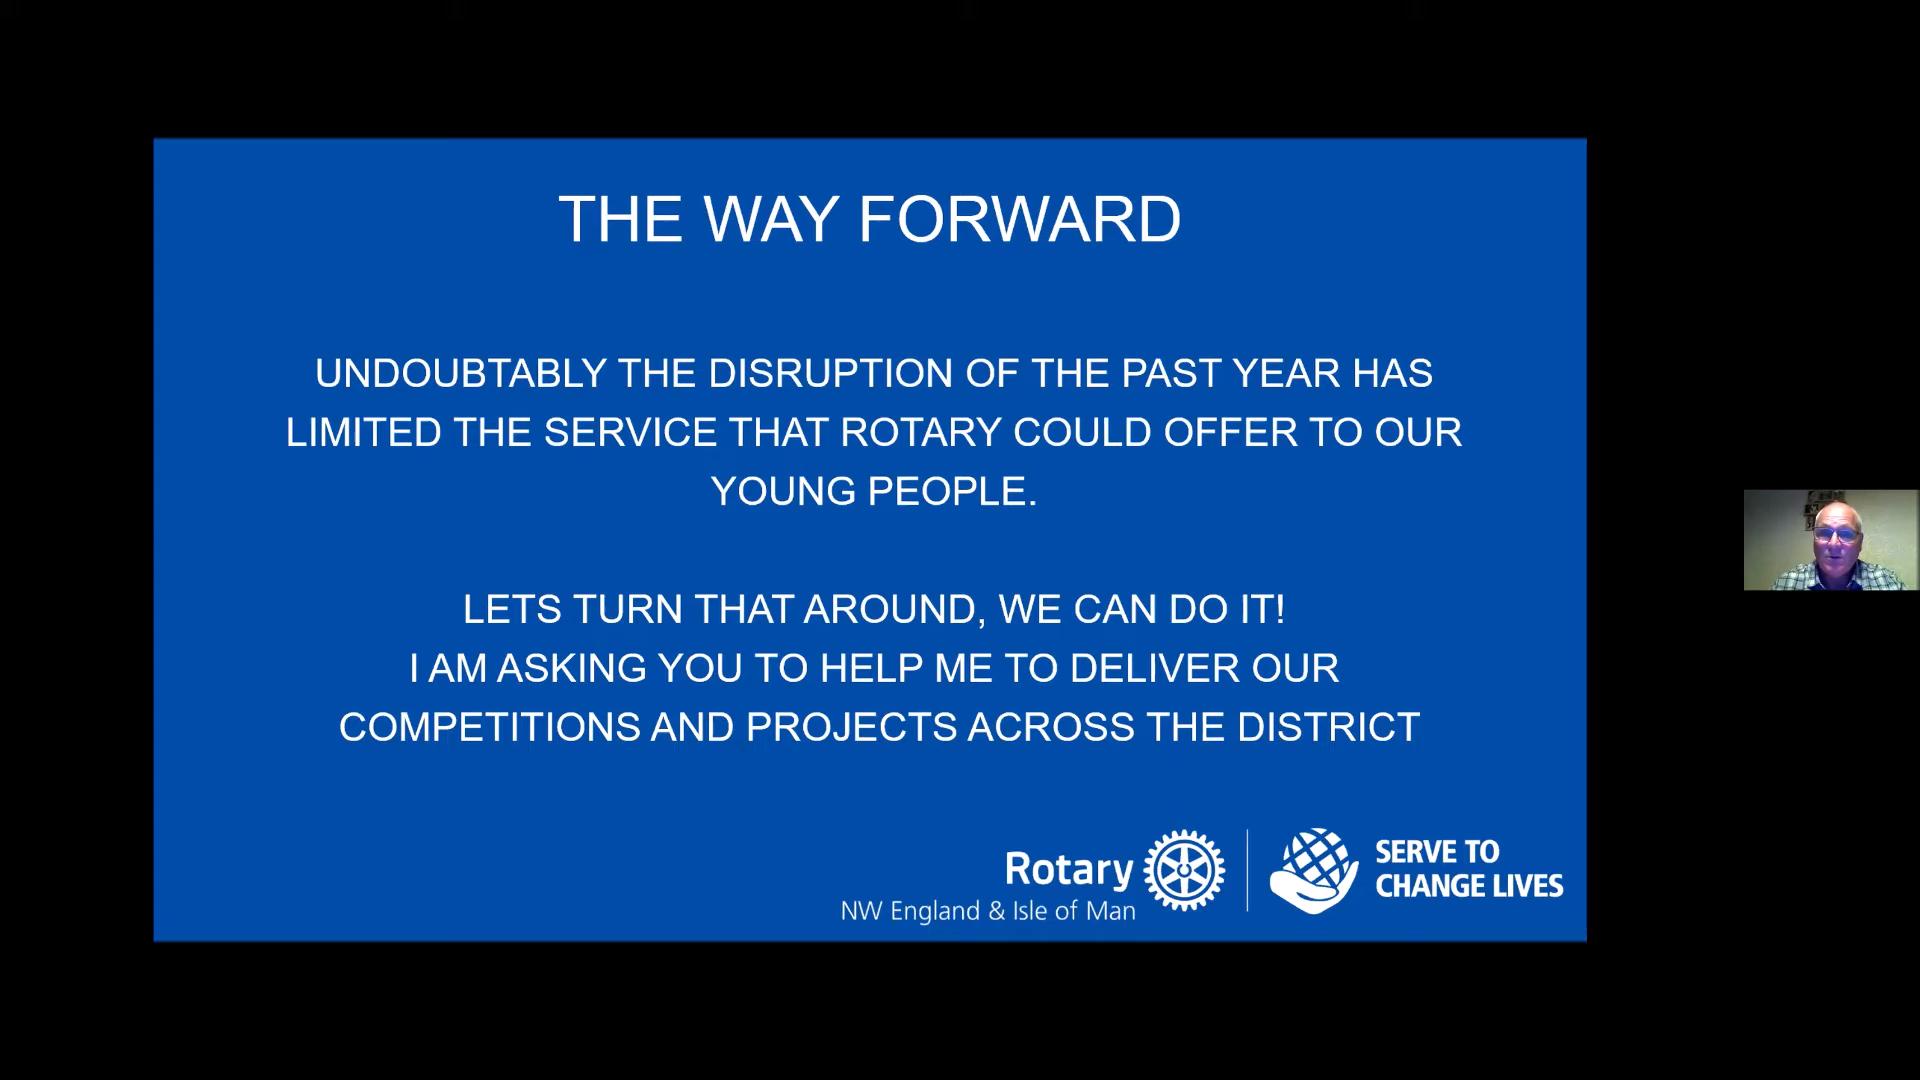 THE WAY FORWARD
UNDOUBTABLY THE DISRUPTION OF THE PAST YEAR HAS
LIMITED THE SERVICE THAT ROTARY COULD OFFER TO OUR
YOUNG PEOPLE.
LETS TURN THAT AROUND, WE CAN DO IT!
I AM ASKING YOU TO HELP ME TO DELIVER OUR
COMPETITIONS AND PROJECTS ACROSS THE DISTRICT
Rotary
NW England & Isle of Man
SERVE TO
CHANGE LIVES